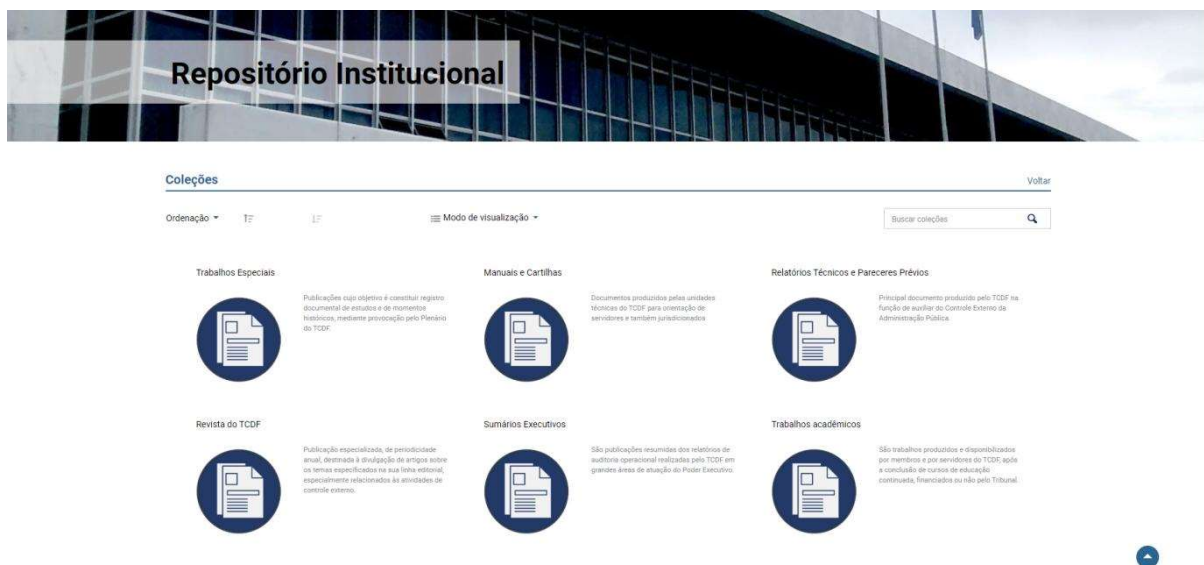 Repositório Institucional
Coleções
Voltar
Ordenação
Modo de visualização
Buscar coleções
Trabalhos Especiais
Publicações cujo objetivo é constituir registro
documental de estudos e de momentos
históricos, mediante provocação pelo Plenário
do TCDF.
Manuais e Cartilhas
Documentos produzidos pelas unidades
técnicas do TCDF para orientação de
servidores e também jurisdicionados
Relatórios Técnicos e Pareceres Prévios
Principal documento produzido pelo TCDF na
função de auxiliar do Controle Externo da
Administração Pública.
Revista do TCDF
Publicação especializada, de periodicidade
anual, destinada à divulgação de artigos sobre
os temas especificados na sua linha editorial,
especialmente relacionados às atividades de
controle externo.
Sumários Executivos
São publicações resumidas dos relatórios de
auditoria operacional realizadas pelo TCDF em
grandes áreas de atuação do Poder Executivo.
Trabalhos acadêmicos
São trabalhos produzidos e disponibilizados
por membros e por servidores do TCDF, após
a conclusão de cursos de educação
continuada, financiados ou não pelo Tribunal.